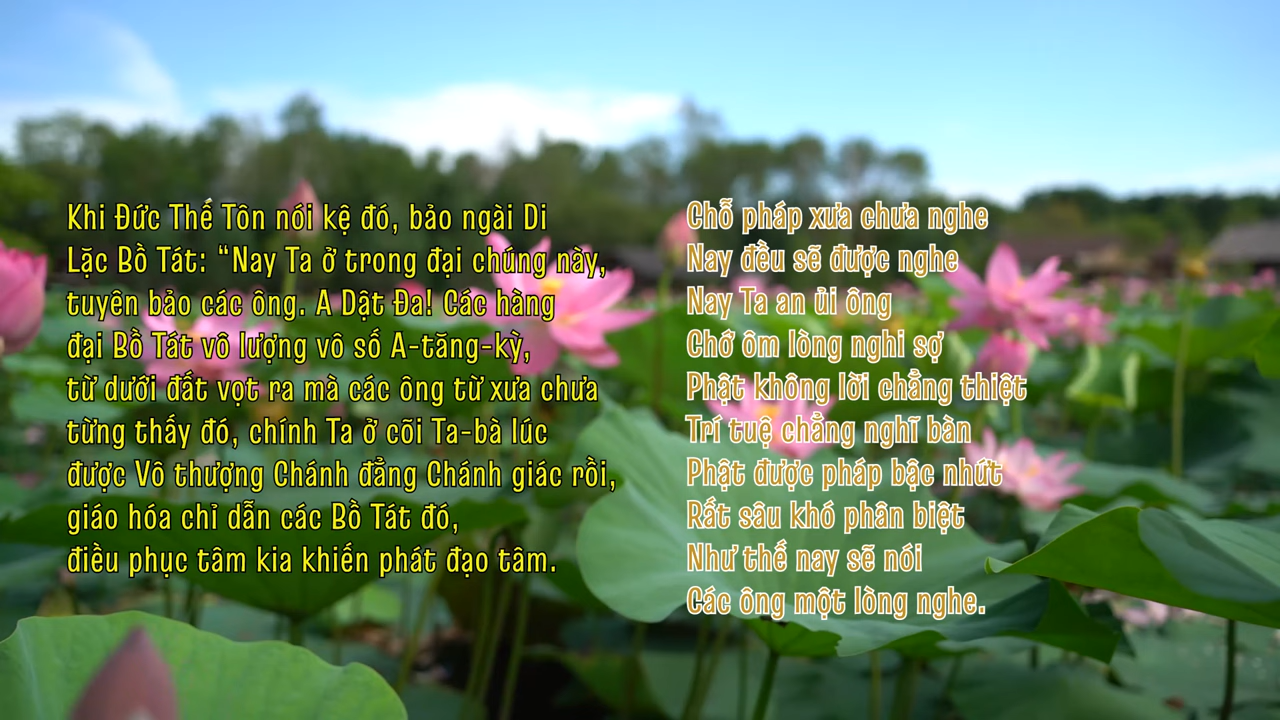 Khi Đức Thế Tôn nói kệ đó, bảo ngài Di
Lặc Bồ Tát: “Nay Ta ở trong đại chúng này,
tuyên bảo các ông. A Dật Đa! Các hàng
đại Bồ Tát vô lượng vô số A-tăng-kỳ,
từ dưới đất vọt ra mà các ông từ xưa chưa
từng thấy đó, chính Ta ở cõi Ta-bà lúc
được Vô thượng Chánh đẳng Chánh giác rồi,
giáo hóa chỉ dẫn các Bồ Tát đó,
điều phục tâm kia khiến phát đạo tâm.
Chỗ pháp xưa chưa nghe
Nay đều sẽ được nghe
Nay Ta an ủi ông
Chớ ôm lòng nghi sợ
Phật không lời chẳng thiệt
Trí tuệ chẳng nghĩ bàn
Phật được pháp bậc nhứt
Rất sâu khó phân biệt
Như thế nay sẽ nói
Các ông một lòng nghe.